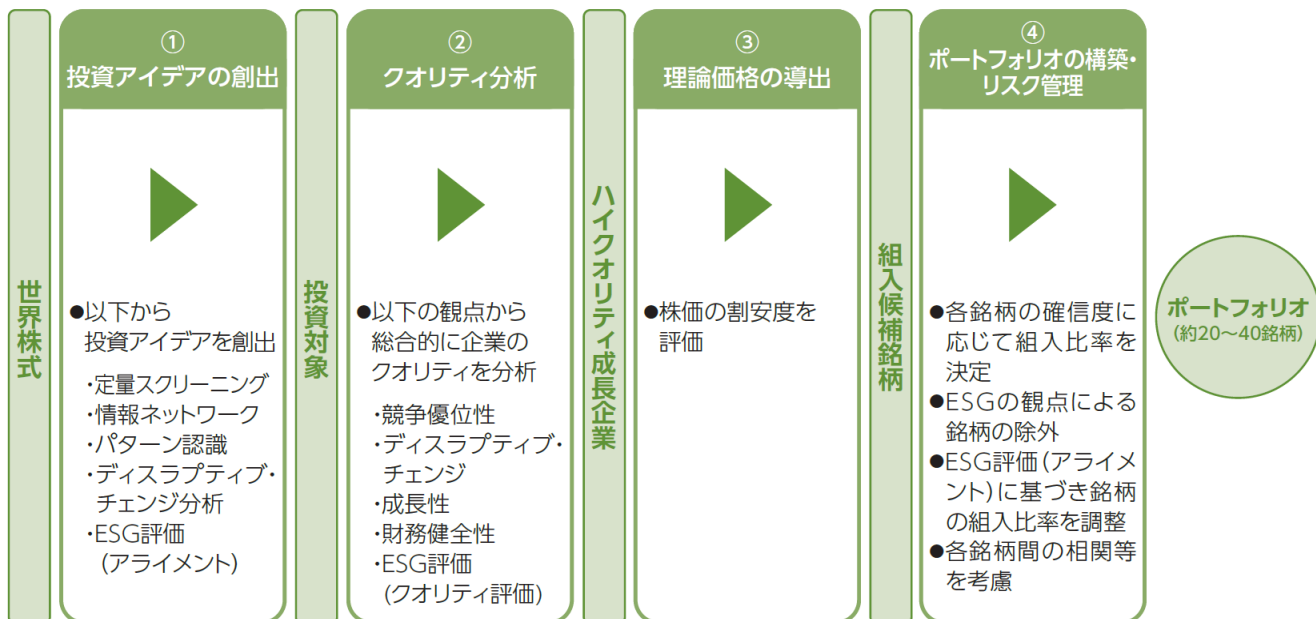 世界株式
①
投資アイデアの創出
●以下から
投資アイデアを創出
・定量スクリーニング
・情報ネットワーク
・パターン認識
・ディスラプティブ・
チェンジ分析
・ESG評価
(アライメント)
投資対象
②
クオリティ分析
●以下の観点から
総合的に企業の
クオリティを分析
・競争優位性
・ディスラプティブ・
チェンジ
・成長性
・財務健全性
・ESG評価
(クオリティ評価)
ハイクオリティ成長企業
③
理論価格の導出
●株価の割安度を
評価
組入候補銘柄
④
ポートフォリオの構築・
リスク管理
●各銘柄の確信度に
応じて組入比率を
決定
●ESGの観点による
銘柄の除外
●ESG評価(アライメ
ント)に基づき銘柄
の組入比率を調整
●各銘柄間の相関等
を考慮
ポートフォリオ
(約20～40銘柄)